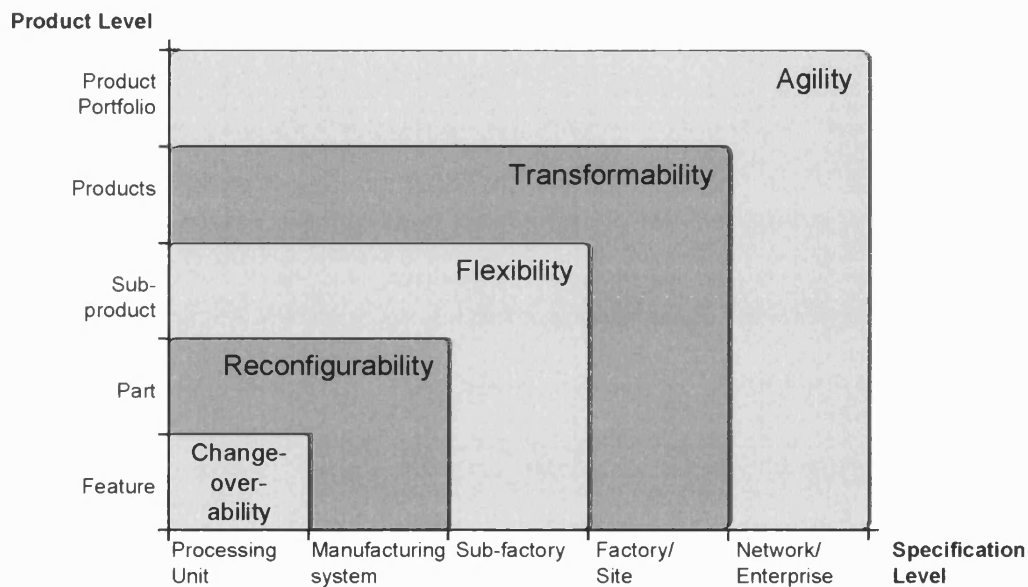 Product Level
Product
Portfolio
Agility
Products
Transformability
Sub-
product
Flexibility
Part
Reconfigurability
Feature
Change-
over-
ability
Processing
Unit
Manufacturing
system
Sub-factory
Factory/
Site
Network/
Enterprise
Specification
Level